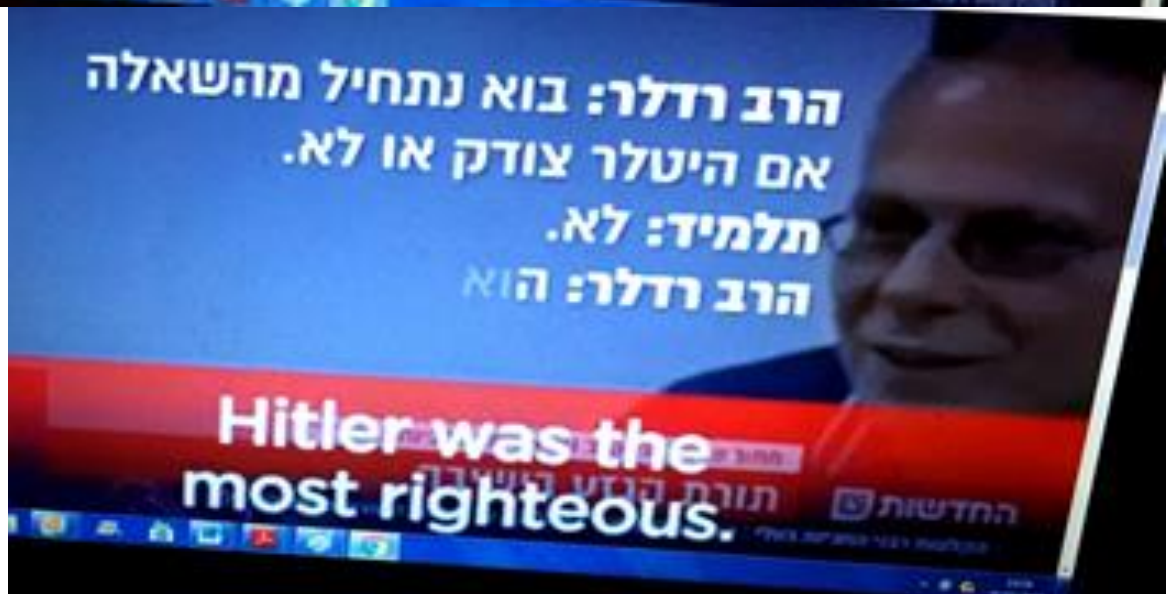 הרב רדלר: בוא נתחיל מהשאלה
אם היטלר צודק או לא.
תלמיד: לא.
הרב רדלר: הוא
Hitler was the
most righteous.
תורת הגזע בישיבה
החדשות